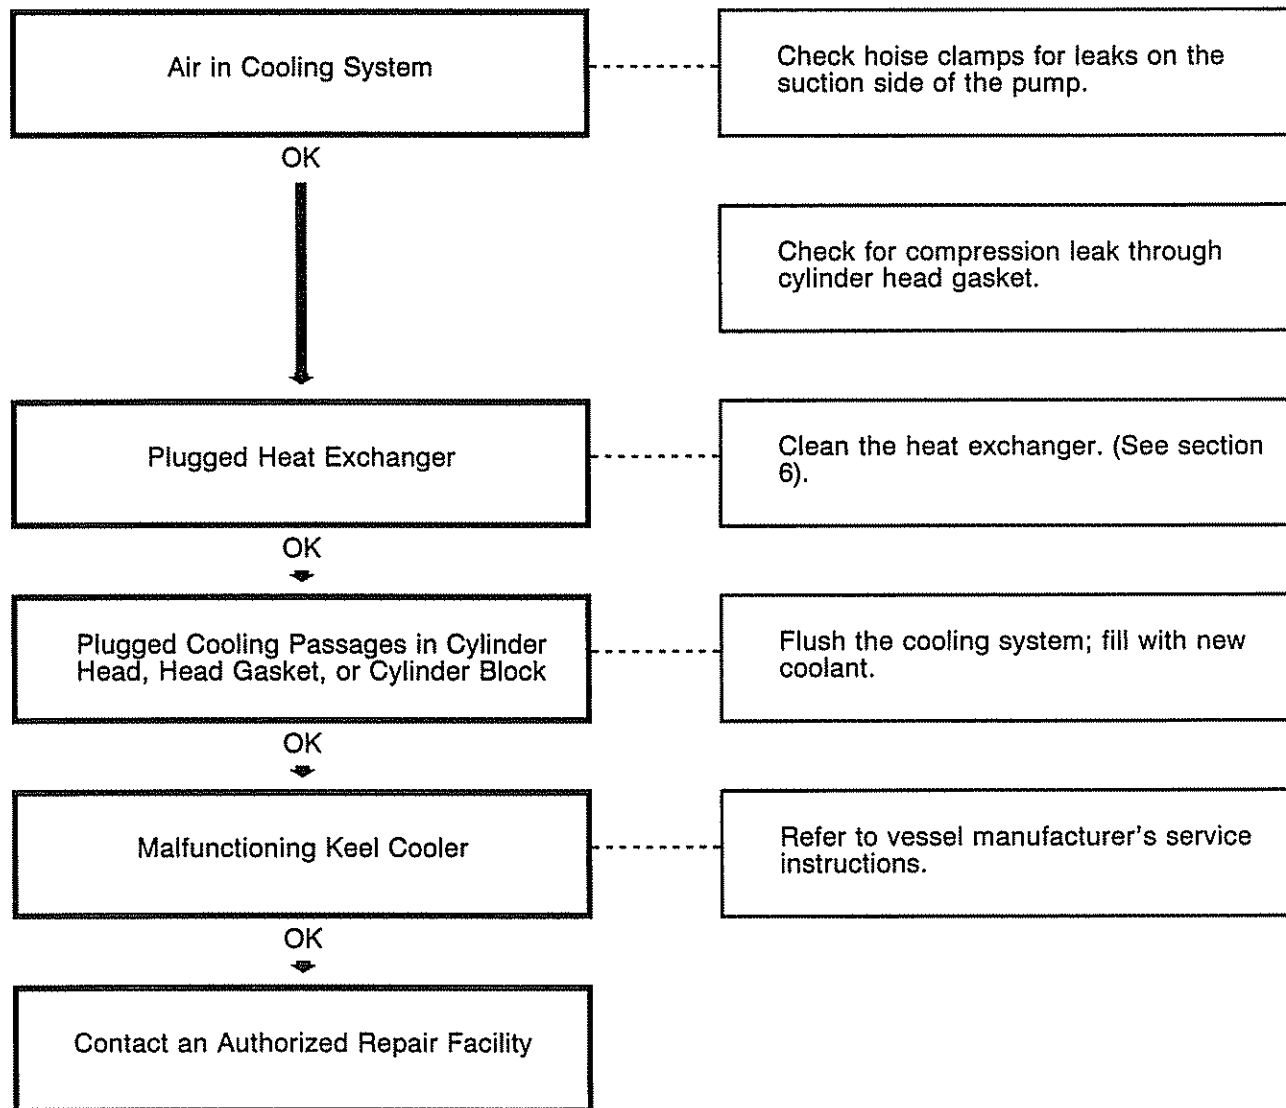 Air in Cooling System
Check hoise clamps for leaks on the
suction side of the pump.
OK
Check for compression leak through
cylinder head gasket.
Plugged Heat Exchanger
Clean the heat exchanger. (See section
6).
OK
Plugged Cooling Passages in Cylinder
Head, Head Gasket, or Cylinder Block
Flush the cooling system; fill with new
coolant.
OK
Malfunctioning Keel Cooler
Refer to vessel manufacturer's service
instructions.
OK
Contact an Authorized Repair Facility